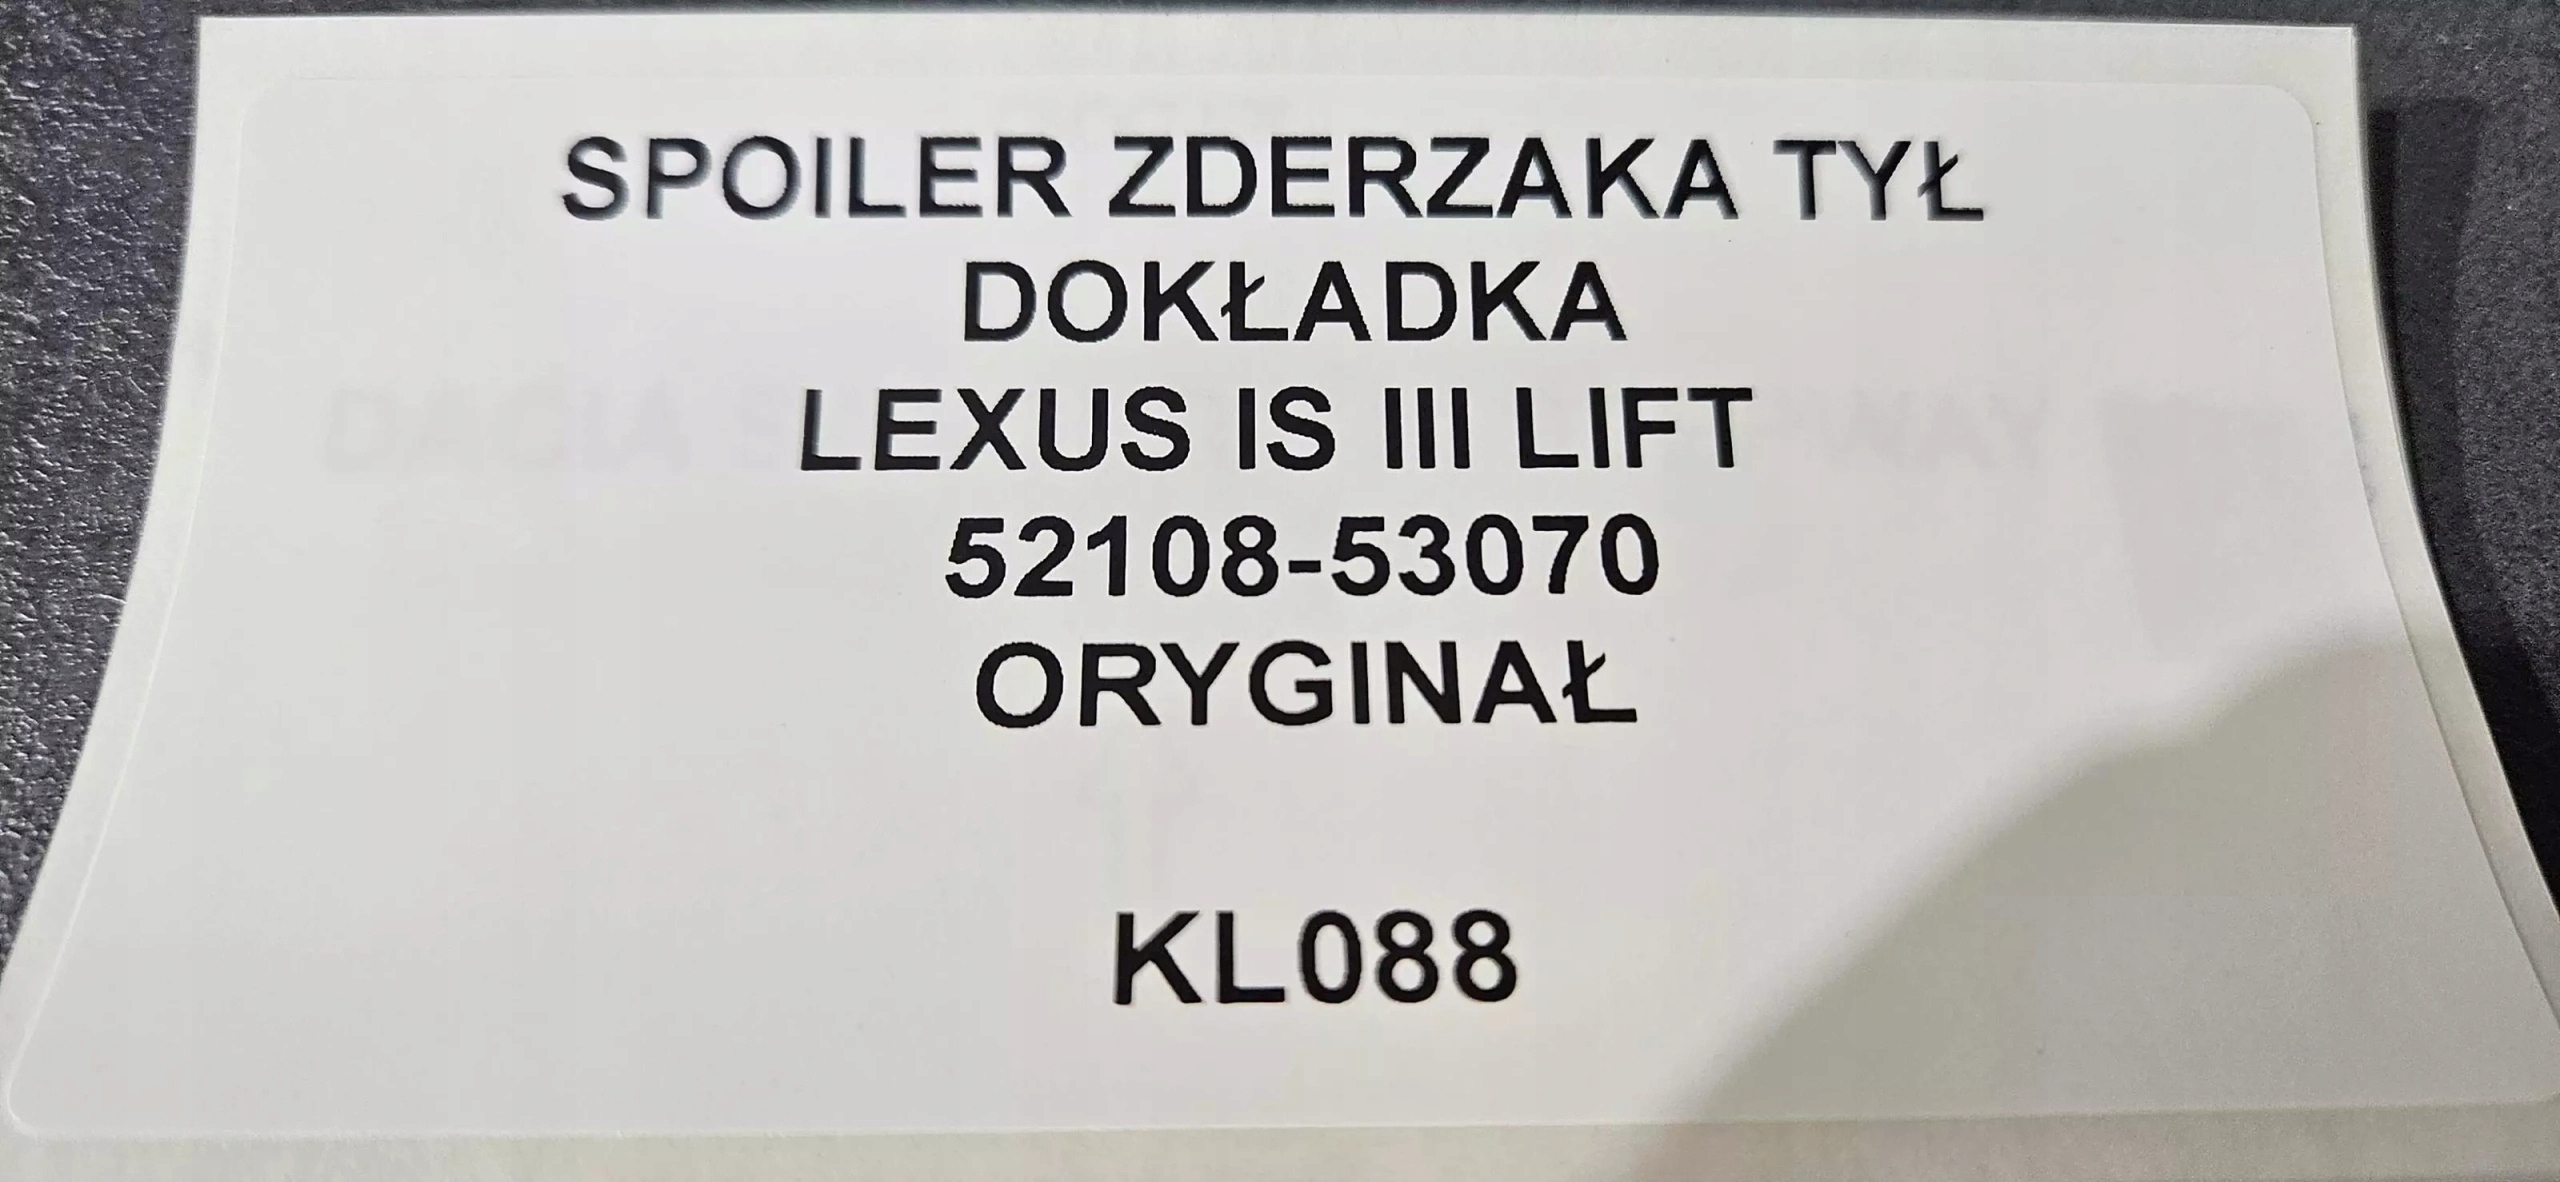 SPOILER ZDERZAKA TYŁ
DOKŁADKA
LEXUS IS III LIFT
52108-53070
ORYGINAŁ
KL088